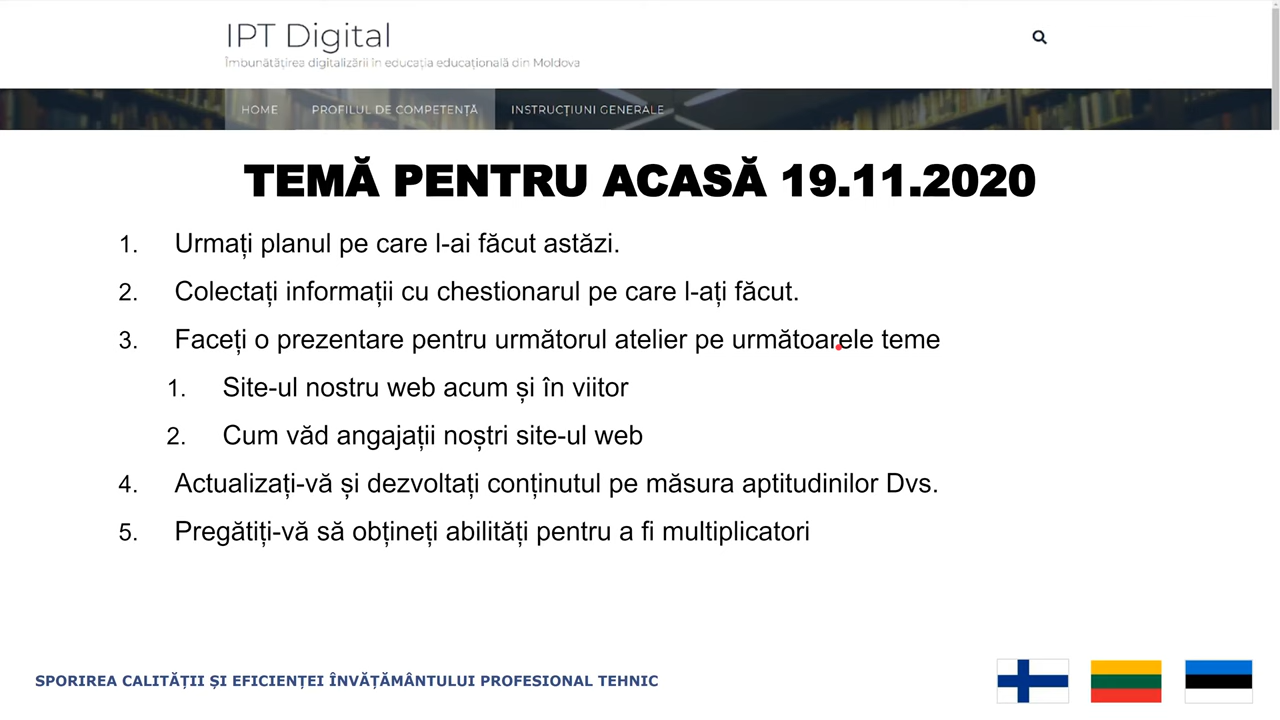 IPT Digital
Îmbunătățirea digitalizării în educația educațională din Moldova
HOME PROFILUL DE COMPETENȚĂ INSTRUCȚIUNI GENERALE
TEMĂ PENTRU ACASĂ 19.11.2020
1. Urmați planul pe care l-ai făcut astăzi.
2. Colectați informații cu chestionarul pe care l-ați făcut.
3. Faceți o prezentare pentru următorul atelier pe următoarele teme
1. Site-ul nostru web acum și în viitor
2. Cum văd angajații noștri site-ul web
4. Actualizați-vă și dezvoltați conținutul pe măsura aptitudinilor Dvs.
5. Pregătiți-vă să obțineți abilități pentru a fi multiplicatori
SPORIREA CALITĂȚII ȘI EFICIENȚEI ÎNVĂȚĂMÂNTULUI PROFESIONAL TEHNIC